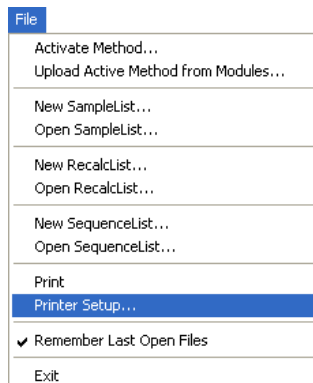 File
Activate Method...
Upload Active Method from Modules...
New SampleList...
Open SampleList...
New RecalcList...
Open RecalcList...
New SequenceList...
Open SequenceList...
Print
Printer Setup...
Remember Last Open Files
Exit